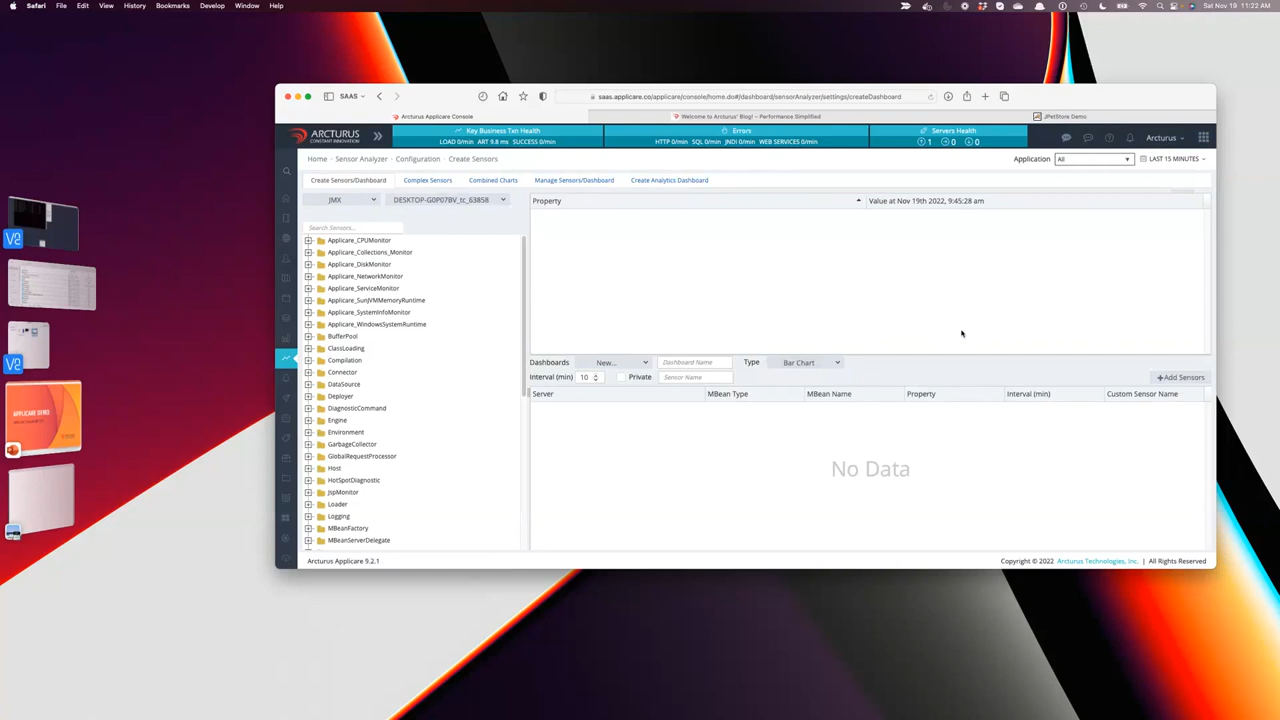 Safari File Edit View History Bookmarks Develop Window Help Sat Nov 19 11:22 AM
SAAS saas.applicare.co/applicare/console/home.do#/dashboard/sensorAnalyzer/settings/createDashboard
Arcturus Applicare Console Welcome to Arcturus' Blog! – Performance Simplified JPetStore Demo
ARCTURUS
CONSTANT INNOVATION
Key Business Txn Health
LOAD 0/min ART 9.8 ms SUCCESS 0/min
Errors
HTTP 0/min SQL 0/min JNDI 0/min WEB SERVICES 0/min
Servers Health
1 0 0
Arcturus
Home Sensor Analyzer Configuration Create Sensors Application All LAST 15 MINUTES
Create Sensors/Dashboard Complex Sensors Combined Charts Manage Sensors/Dashboard Create Analytics Dashboard
JMX DESKTOP-G0P07BV_tc_63858
Property Value at Nov 19th 2022, 9:45:28 am
Search Sensors...
Applicare_CPUMonitor
Applicare_Collections_Monitor
Applicare_DiskMonitor
Applicare_NetworkMonitor
Applicare_ServiceMonitor
Applicare_SunJVMMemoryRuntime
Applicare_SystemInfoMonitor
Applicare_WindowsSystemRuntime
BufferPool
ClassLoading
Compilation
Connector
DataSource
Deployer
DiagnosticCommand
Engine
Environment
GarbageCollector
GlobalRequestProcessor
Host
HotSpotDiagnostic
JspMonitor
Loader
Logging
MBeanFactory
MBeanServerDelegate
Dashboards New... Dashboard Name Type Bar Chart
Interval (min) 10 Private Sensor Name +Add Sensors
Server MBean Type MBean Name Property Interval (min) Custom Sensor Name
No Data
Arcturus Applicare 9.2.1 Copyright © 2022 Arcturus Technologies, Inc. | All Rights Reserved
APPLICARE DEMO